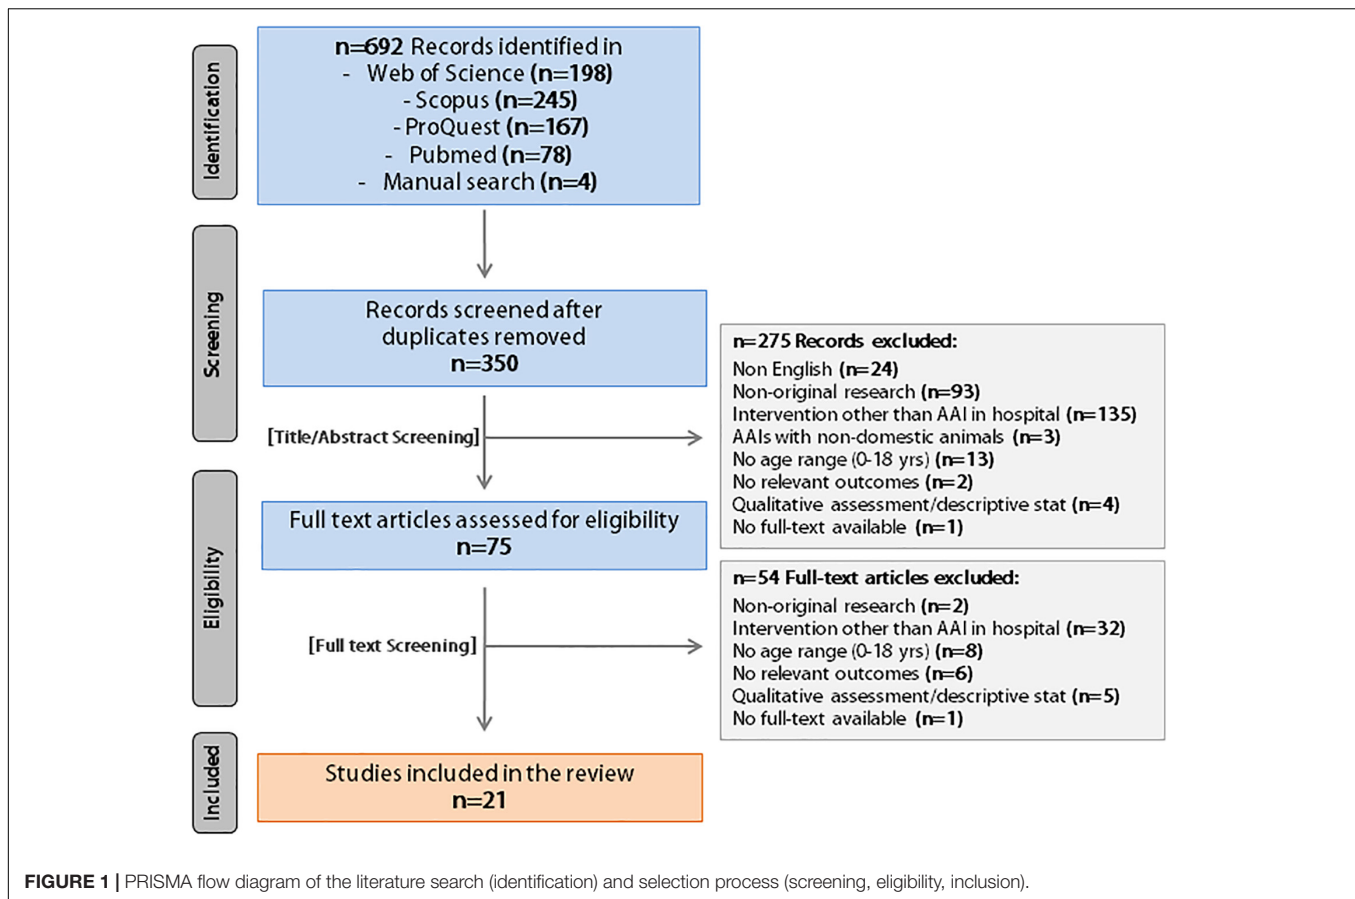 Identification
n=692 Records identified in
- Web of Science (n=198)
- Scopus (n=245)
- ProQuest (n=167)
- Pubmed (n=78)
- Manual search (n=4)
Screening
Records screened after
duplicates removed
n=350
[Title/Abstract Screening]
n=275 Records excluded:
Non English (n=24)
Non-original research (n=93)
Intervention other than AAI in hospital (n=135)
AAIs with non-domestic animals (n=3)
No age range (0-18 yrs) (n=13)
No relevant outcomes (n=2)
Qualitative assessment/descriptive stat (n=4)
No full-text available (n=1)
Eligibility
Full text articles assessed for eligibility
n=75
[Full text Screening]
n=54 Full-text articles excluded:
Non-original research (n=2)
Intervention other than AAI in hospital (n=32)
No age range (0-18 yrs) (n=8)
No relevant outcomes (n=6)
Qualitative assessment/descriptive stat (n=5)
No full-text available (n=1)
Included
Studies included in the review
n=21
FIGURE 1 | PRISMA flow diagram of the literature search (identification) and selection process (screening, eligibility, inclusion).